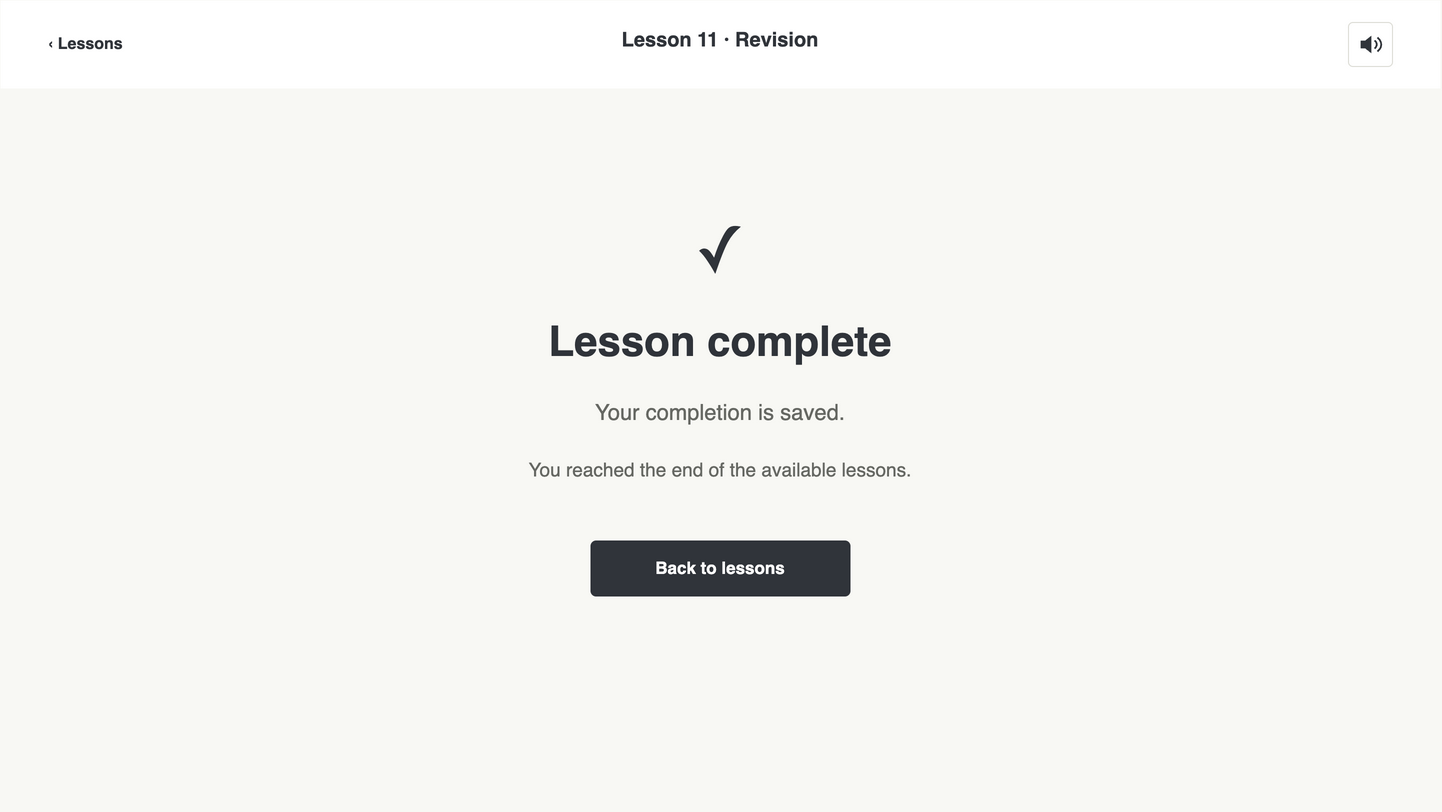 ‹ Lessons
Lesson 11 · Revision
Lesson complete
Your completion is saved.
You reached the end of the available lessons.
Back to lessons